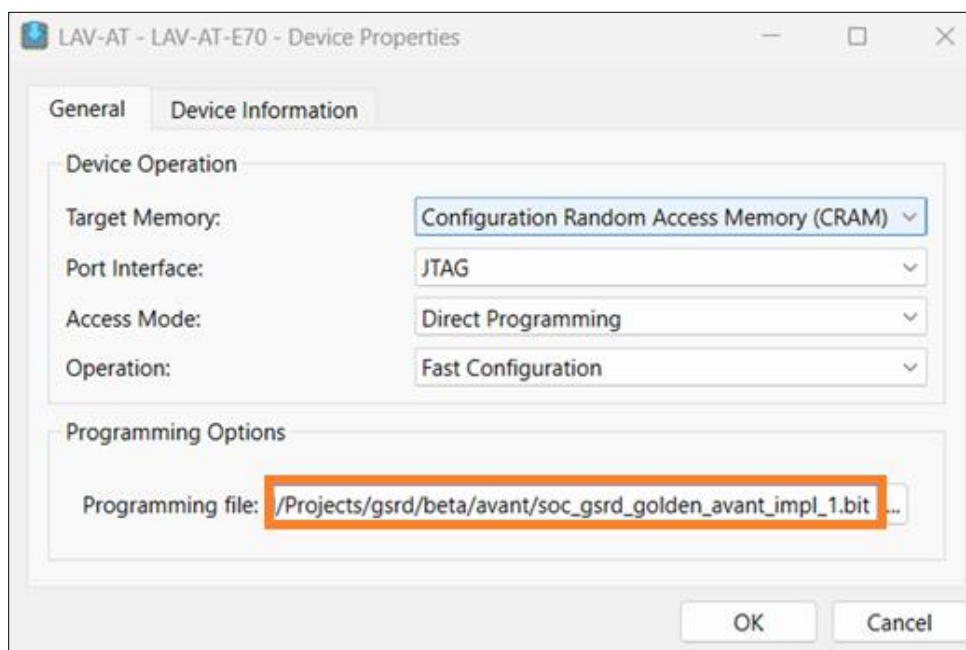 LAV-AT - LAV-AT-E70 - Device Properties
General Device Information
Device Operation
Target Memory: Configuration Random Access Memory (CRAM)
Port Interface: JTAG
Access Mode: Direct Programming
Operation: Fast Configuration
Programming Options
Programming file: /Projects/gsrd/beta/avant/soc_gsrd_golden_avant_impl_1.bit ...
OK Cancel